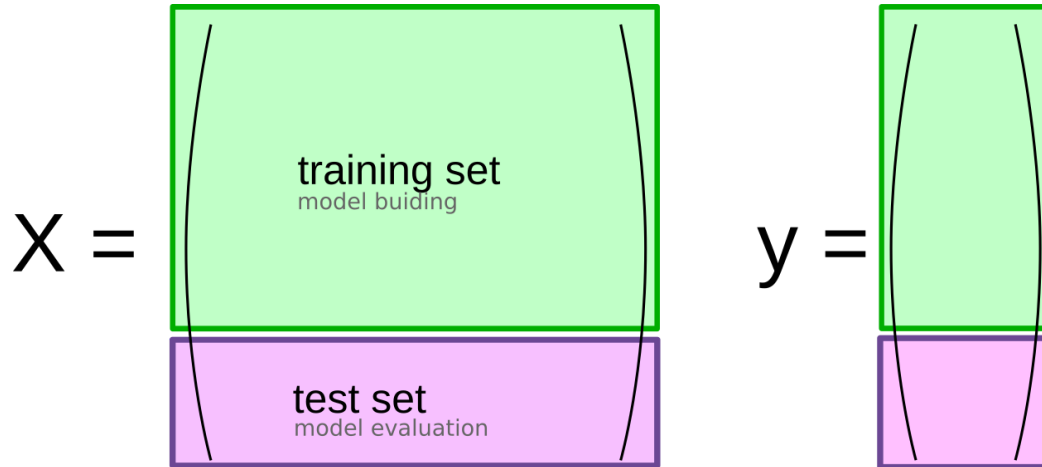 training set
model buiding
X =
y =
test set
model evaluation